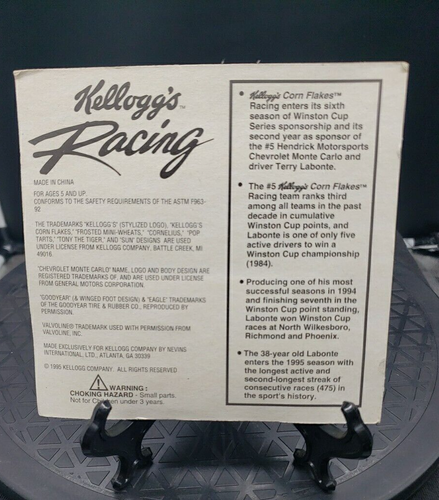 Kellogg's™
Racing
MADE IN CHINA
FOR AGES 5 AND UP.
CONFORMS TO THE SAFETY REQUIREMENTS OF THE ASTM F963-
92.
THE TRADEMARKS 'KELLOGG'S' (STYLIZED LOGO), 'KELLOGG'S
CORN FLAKES,' 'FROSTED MINI-WHEATS,' 'CORNELIUS,' 'POP
TARTS,' 'TONY THE TIGER,' AND 'SUN' DESIGNS ARE USED
UNDER LICENSE FROM KELLOGG COMPANY, BATTLE CREEK, MI
49016
'CHEVROLET MONTE CARLO' NAME, LOGO AND BODY DESIGN ARE
REGISTERED TRADEMARKS OF, AND ARE USED UNDER LICENSE
FROM GENERAL MOTORS CORPORATION.
'GOODYEAR' (& WINGED FOOT DESIGN) & 'EAGLE' TRADEMARKS
OF THE GOODYEAR TIRE & RUBBER CO., REPRODUCED BY
PERMISSION.
VALVOLINE® TRADEMARK USED WITH PERMISSION FROM
VALVOLINE, INC.
MADE EXCLUSIVELY FOR KELLOGG COMPANY BY NEVINS
INTERNATIONAL, LTD., ATLANTA, GA 30339
© 1995 KELLOGG COMPANY. ALL RIGHTS RESERVED
WARNING:
CHOKING HAZARD - Small parts.
Not for Children under 3 years.
• Kellogg's Corn Flakes™
Racing enters its sixth
season of Winston Cup
Series sponsorship and its
second year as sponsor of
the #5 Hendrick Motorsports
Chevrolet Monte Carlo and
driver Terry Labonte.
• The #5 Kellogg's Corn Flakes™
Racing team ranks third
among all teams in the past
decade in cumulative
Winston Cup points, and
Labonte is one of only five
active drivers to win a
Winston Cup championship
(1984).
• Producing one of his most
successful seasons in 1994
and finishing seventh in the
Winston Cup point standing,
Labonte won Winston Cup
races at North Wilkesboro,
Richmond and Phoenix.
• The 38-year old Labonte
enters the 1995 season with
the longest active and
second-longest streak of
consecutive races (475) in
the sport's history.